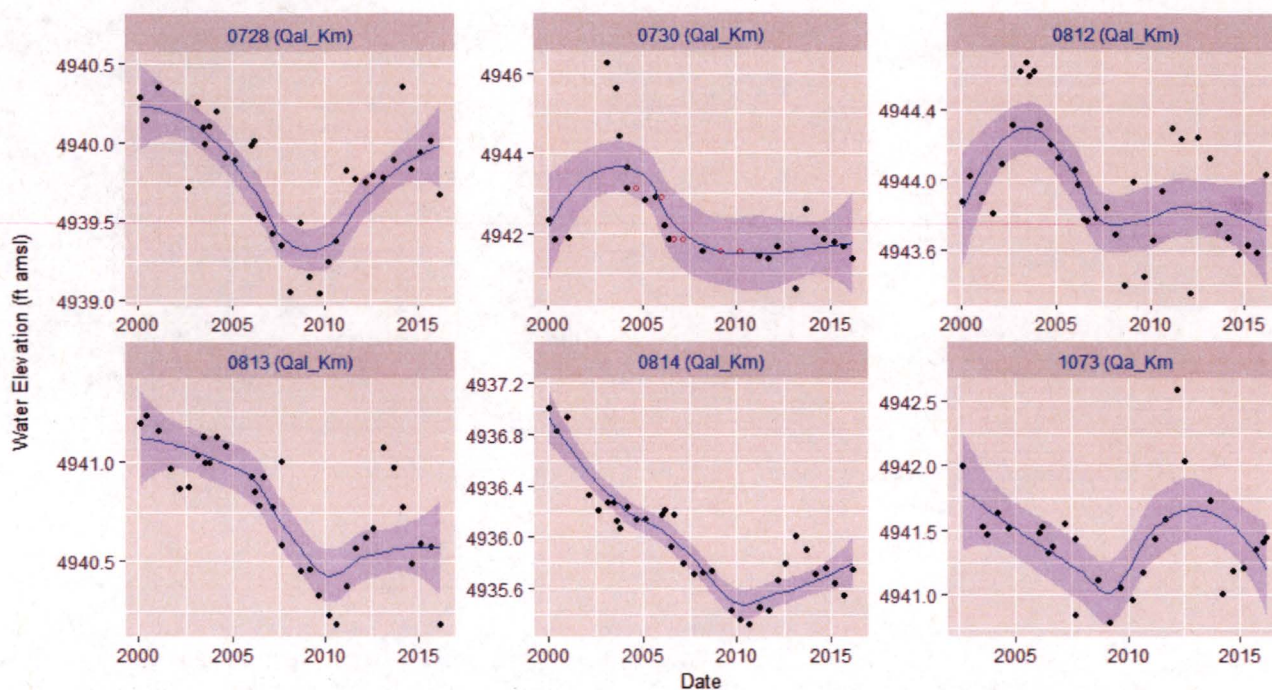 0728 (Qal_Km)
0730 (Qal_Km)
0812 (Qal_Km)
4940.5
4940.0
4939.5
4939.0
4946
4944
4942
4944.4
4944.0
4943.6
2000 2005 2010 2015
2000 2005 2010 2015
2000 2005 2010 2015
0813 (Qal_Km)
0814 (Qal_Km)
1073 (Qa_Km
4941.0
4940.5
4937.2
4936.8
4936.4
4936.0
4935.6
4942.5
4942.0
4941.5
4941.0
2000 2005 2010 2015
2000 2005 2010 2015
2005 2010 2015
Water Elevation (ft amsl)
Date